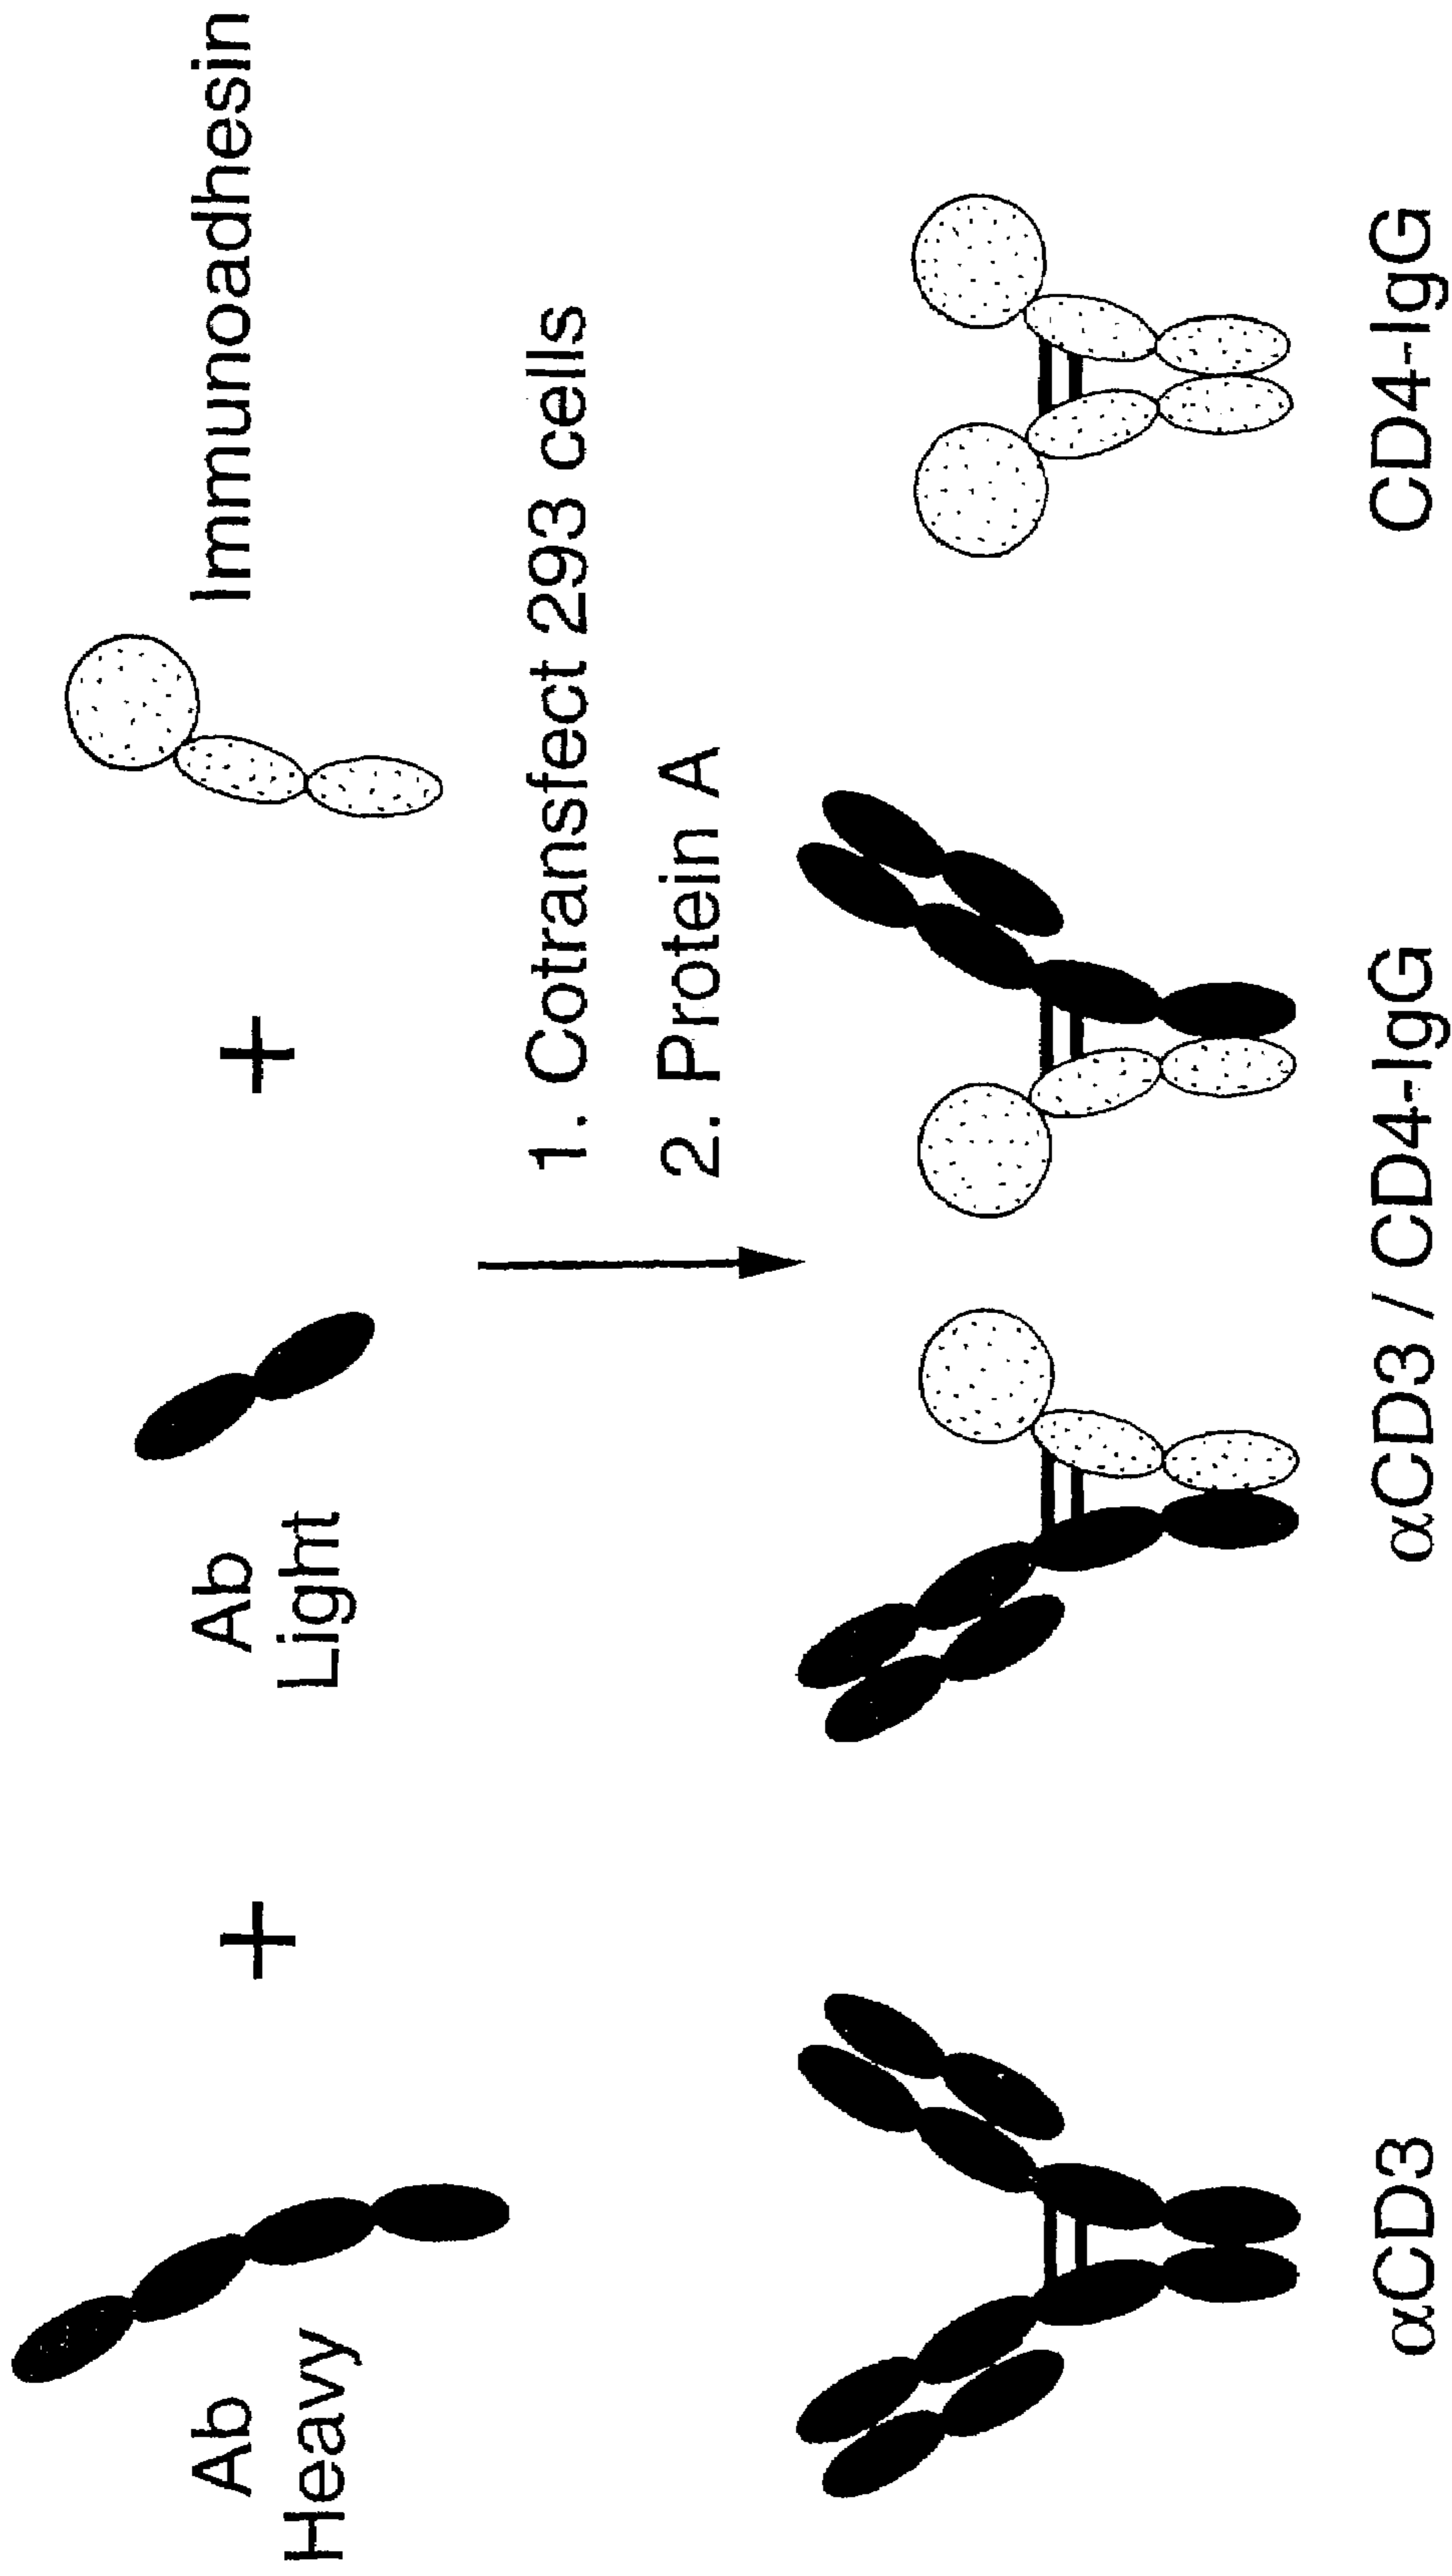 Ab
Heavy
+
Ab
Light
+
Immunoadhesin
1. Cotransfect 293 cells
2. Protein A
αCD3
αCD3 / CD4-IgG
CD4-IgG